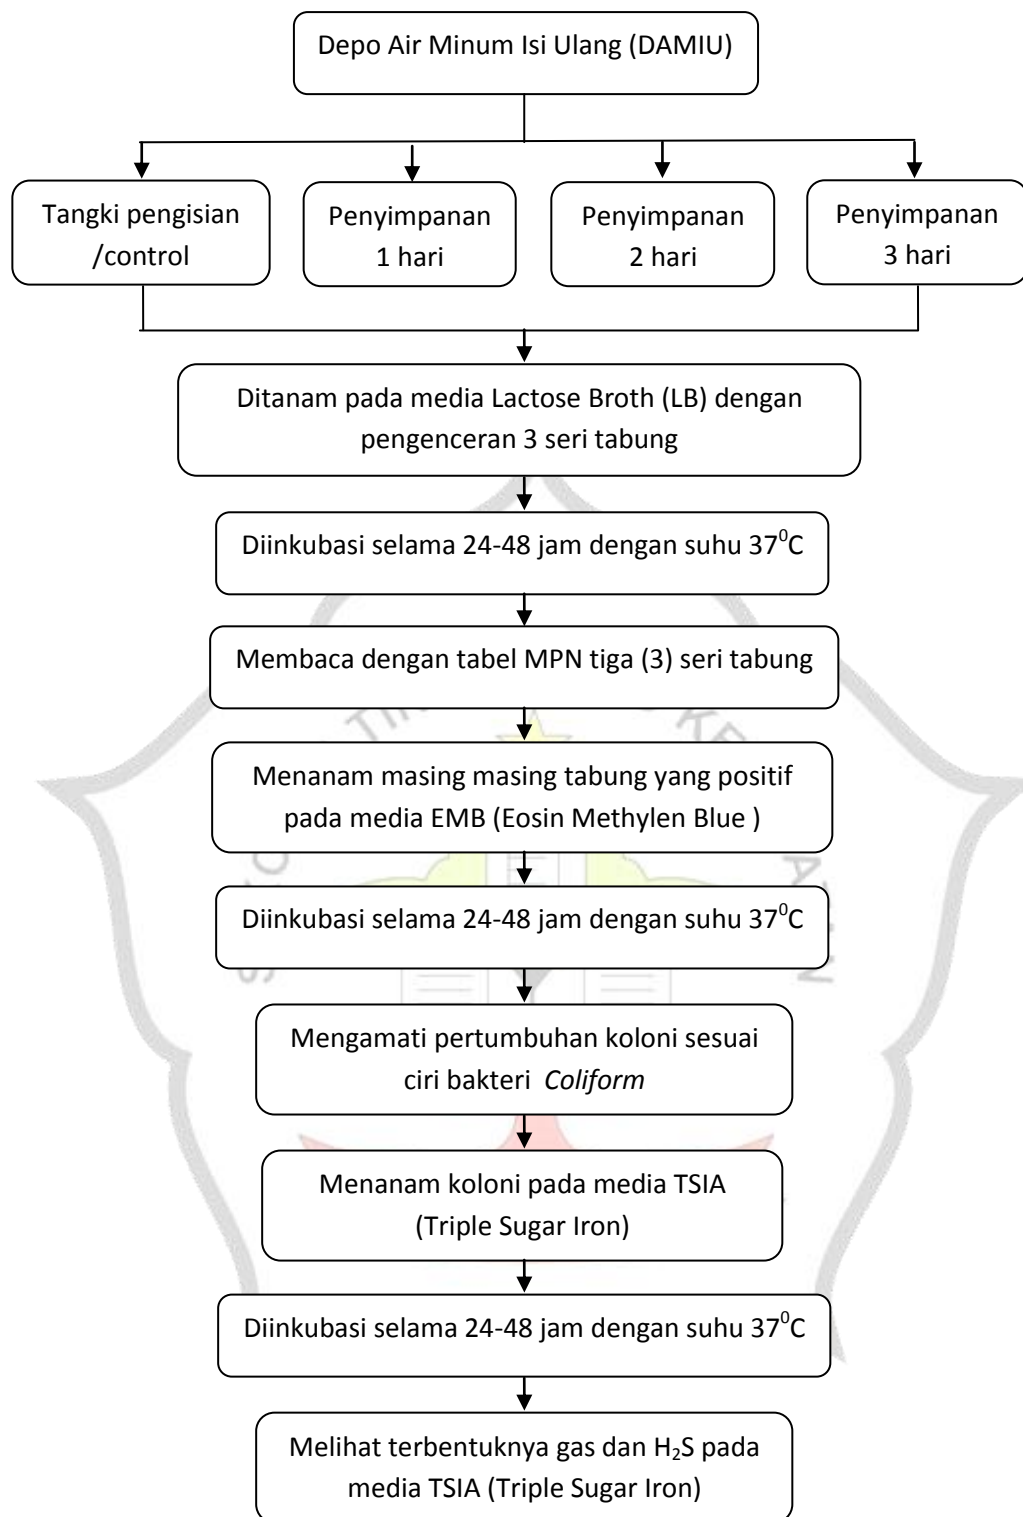 Depo Air Minum Isi Ulang (DAMIU)
Tangki pengisian
/control
Penyimpanan
1 hari
Penyimpanan
2 hari
Penyimpanan
3 hari
Ditanam pada media Lactose Broth (LB) dengan
pengenceran 3 seri tabung
Diinkubasi selama 24-48 jam dengan suhu 37⁰C
Membaca dengan tabel MPN tiga (3) seri tabung
Menanam masing masing tabung yang positif
pada media EMB (Eosin Methylen Blue )
Diinkubasi selama 24-48 jam dengan suhu 37⁰C
Mengamati pertumbuhan koloni sesuai
ciri bakteri Coliform
Menanam koloni pada media TSIA
(Triple Sugar Iron)
Diinkubasi selama 24-48 jam dengan suhu 37⁰C
Melihat terbentuknya gas dan H₂S pada
media TSIA (Triple Sugar Iron)